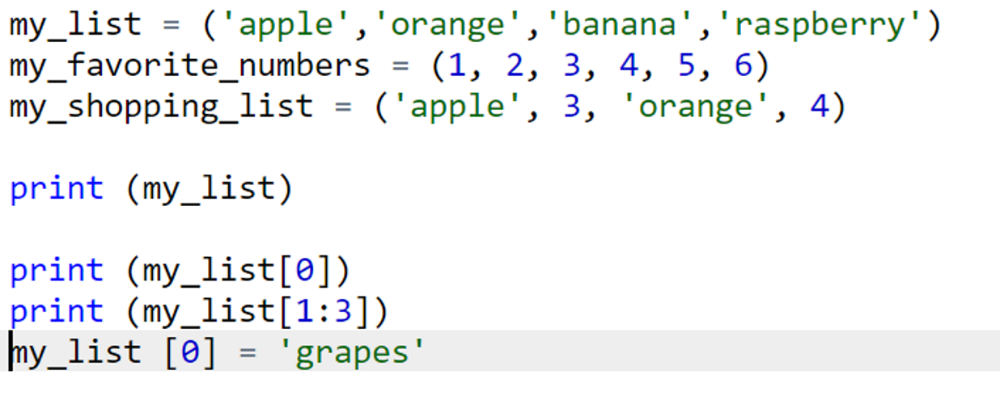 my_list = ('apple','orange','banana','raspberry')
my_favorite_numbers = (1, 2, 3, 4, 5, 6)
my_shopping_list = ('apple', 3, 'orange', 4)
print (my_list)
print (my_list[0])
print (my_list[1:3])
my_list [0] = 'grapes'